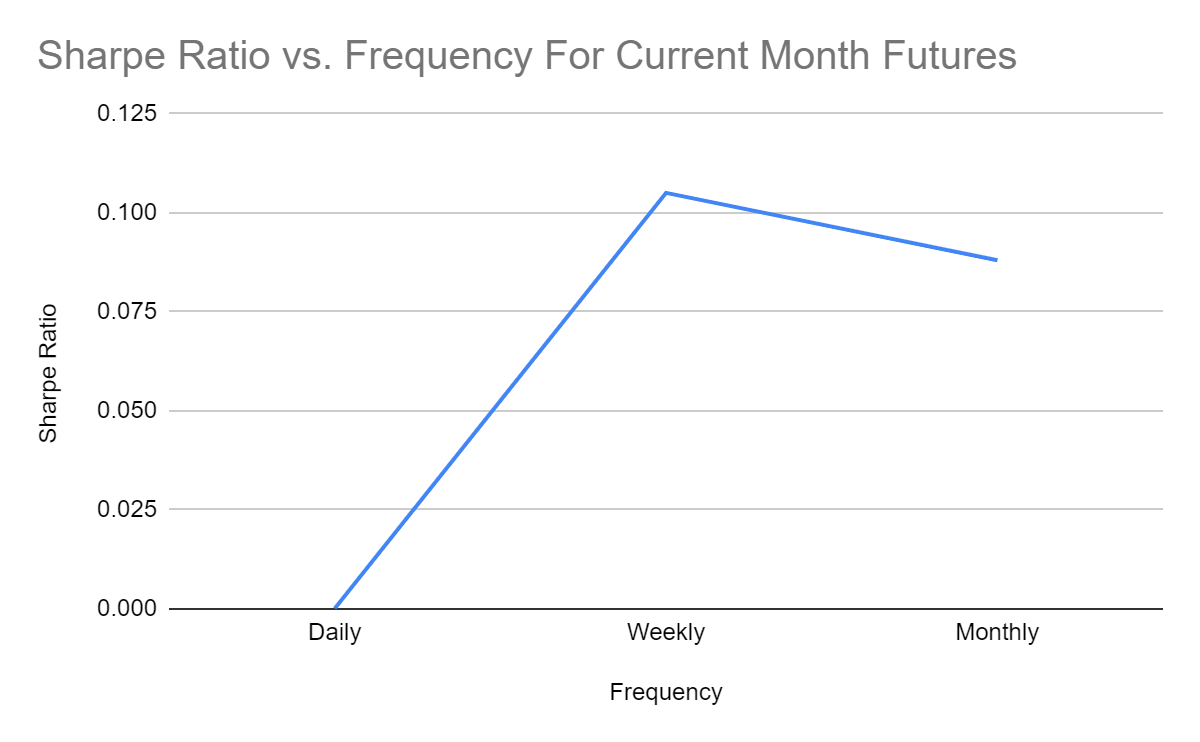 Sharpe Ratio vs. Frequency For Current Month Futures
0.125
0.100
0.075
0.050
0.025
0.000
Sharpe Ratio
Daily
Weekly
Monthly
Frequency